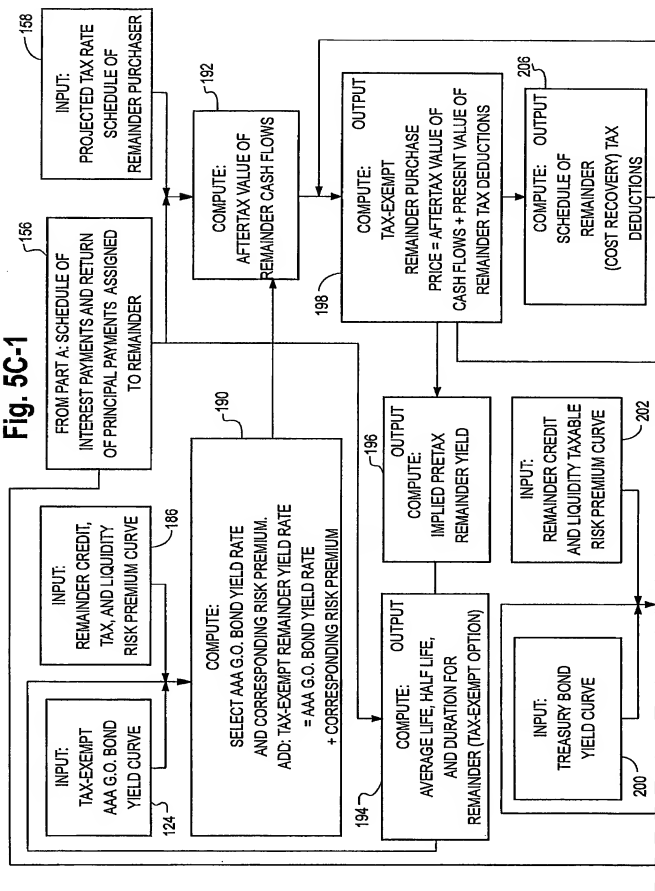 Fig. 5C-1
INPUT:
TAX-EXEMPT
AAA G.O. BOND
YIELD CURVE
124
INPUT:
REMAINDER CREDIT,
TAX, AND LIQUIDITY
RISK PREMIUM CURVE
186
FROM PART A: SCHEDULE OF
INTEREST PAYMENTS AND RETURN
OF PRINCIPAL PAYMENTS ASSIGNED
TO REMAINDER
156
INPUT:
PROJECTED TAX RATE
SCHEDULE OF
REMAINDER PURCHASER
158
COMPUTE:
SELECT AAA G.O. BOND YIELD RATE
AND CORRESPONDING RISK PREMIUM.
ADD: TAX-EXEMPT REMAINDER YIELD RATE
= AAA G.O. BOND YIELD RATE
+ CORRESPONDING RISK PREMIUM
190
COMPUTE:
AFTERTAX VALUE OF
REMAINDER CASH FLOWS
192
OUTPUT
COMPUTE:
AVERAGE LIFE, HALF LIFE,
AND DURATION FOR
REMAINDER (TAX-EXEMPT OPTION)
194
OUTPUT
COMPUTE:
IMPLIED PRETAX
REMAINDER YIELD
196
OUTPUT
COMPUTE:
TAX-EXEMPT
REMAINDER PURCHASE
PRICE = AFTERTAX VALUE OF
CASH FLOWS + PRESENT VALUE OF
REMAINDER TAX DEDUCTIONS
198
INPUT:
TREASURY BOND
YIELD CURVE
200
INPUT:
REMAINDER CREDIT
AND LIQUIDITY TAXABLE
RISK PREMIUM CURVE
202
COMPUTE: OUTPUT
SCHEDULE OF
REMAINDER
(COST RECOVERY) TAX
DEDUCTIONS
206